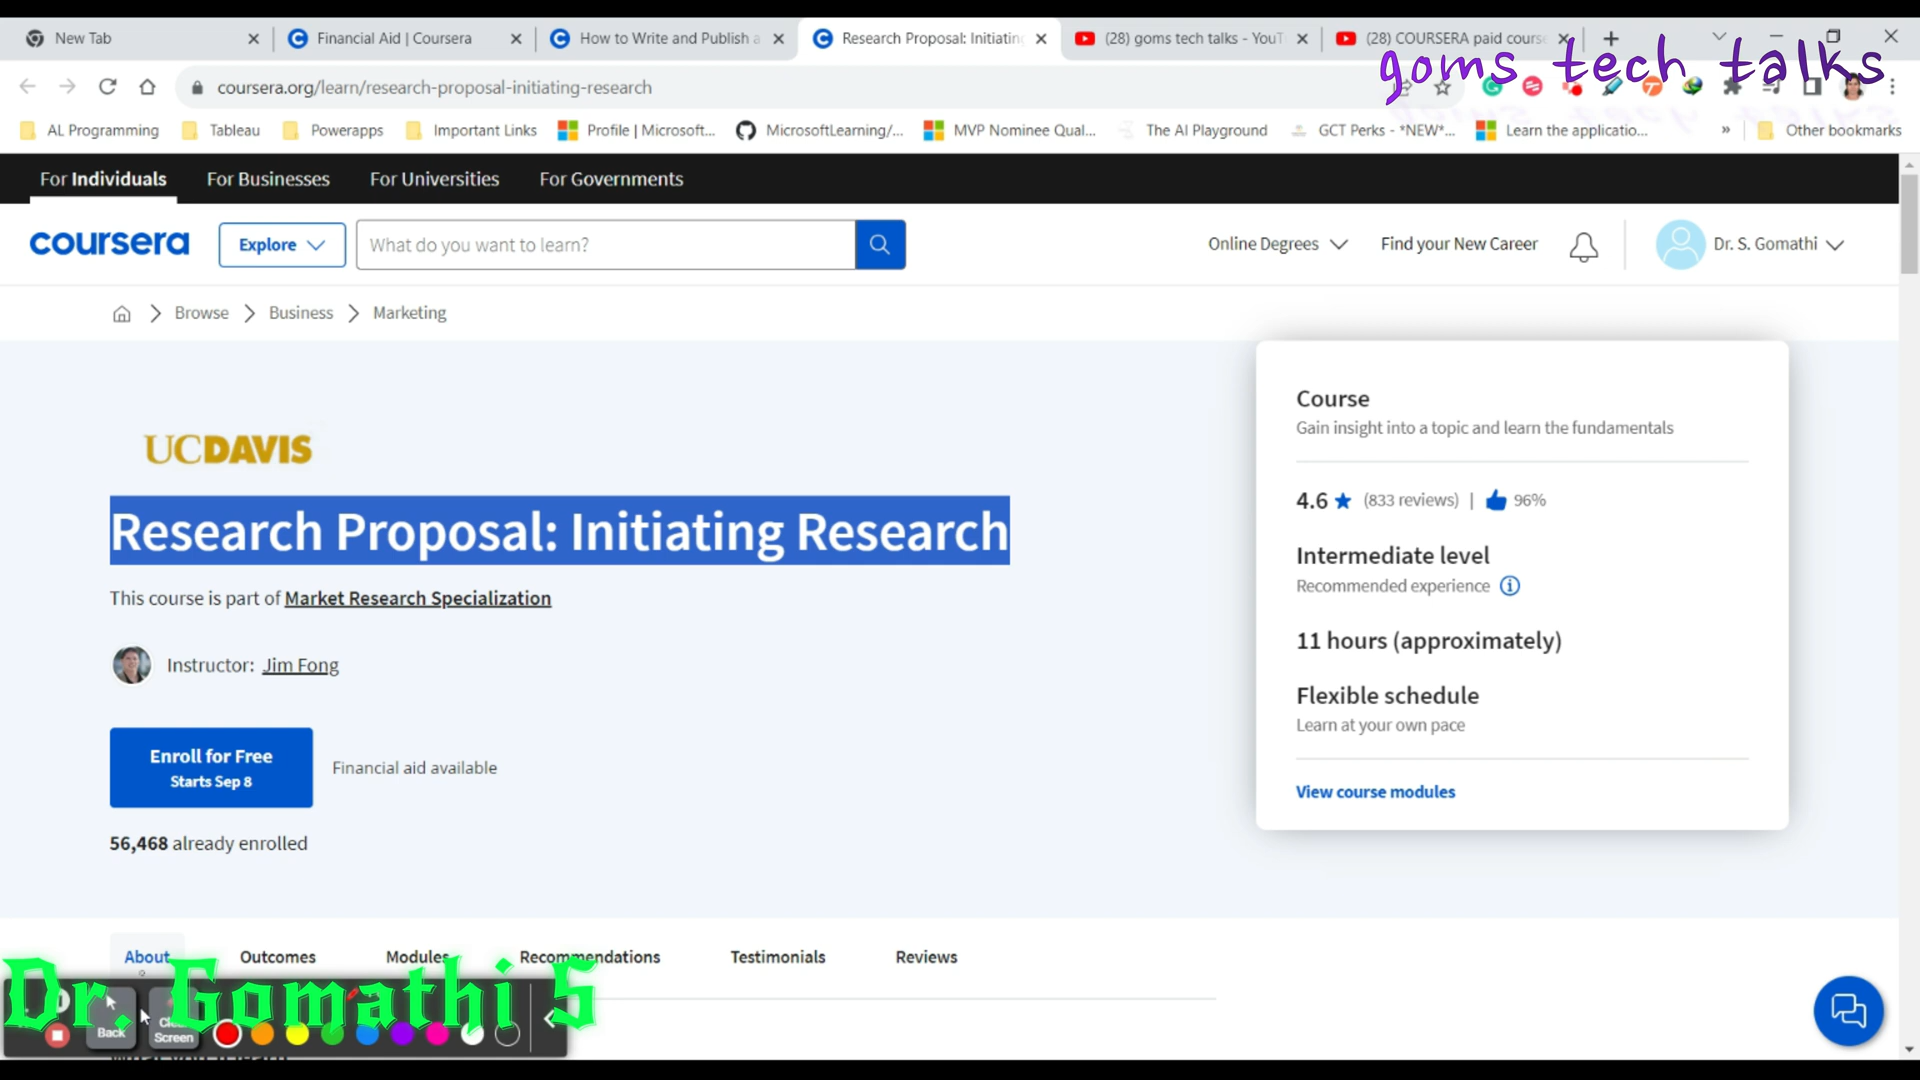 New Tab
Financial Aid | Coursera
How to Write and Publish a
Research Proposal: Initiating
(28) goms tech talks - YouT
(28) COURSERA paid course
goms tech talks
coursera.org/learn/research-proposal-initiating-research
AL Programming
Tableau
Powerapps
Important Links
Profile | Microsoft...
MicrosoftLearning/...
MVP Nominee Qual...
The AI Playground
GCT Perks - *NEW*...
Learn the applicatio...
»
Other bookmarks
For Individuals
For Businesses
For Universities
For Governments
coursera
Explore
What do you want to learn?
Online Degrees
Find your New Career
Dr. S. Gomathi
Browse
Business
Marketing
UCDAVIS
Research Proposal: Initiating Research
This course is part of Market Research Specialization
Instructor: Jim Fong
Enroll for Free
Starts Sep 8
Financial aid available
56,468 already enrolled
Course
Gain insight into a topic and learn the fundamentals
4.6 (833 reviews) | 96%
Intermediate level
Recommended experience
11 hours (approximately)
Flexible schedule
Learn at your own pace
View course modules
About
Outcomes
Modules
Recommendations
Testimonials
Reviews
Dr. Gomathi S
Back
Screen